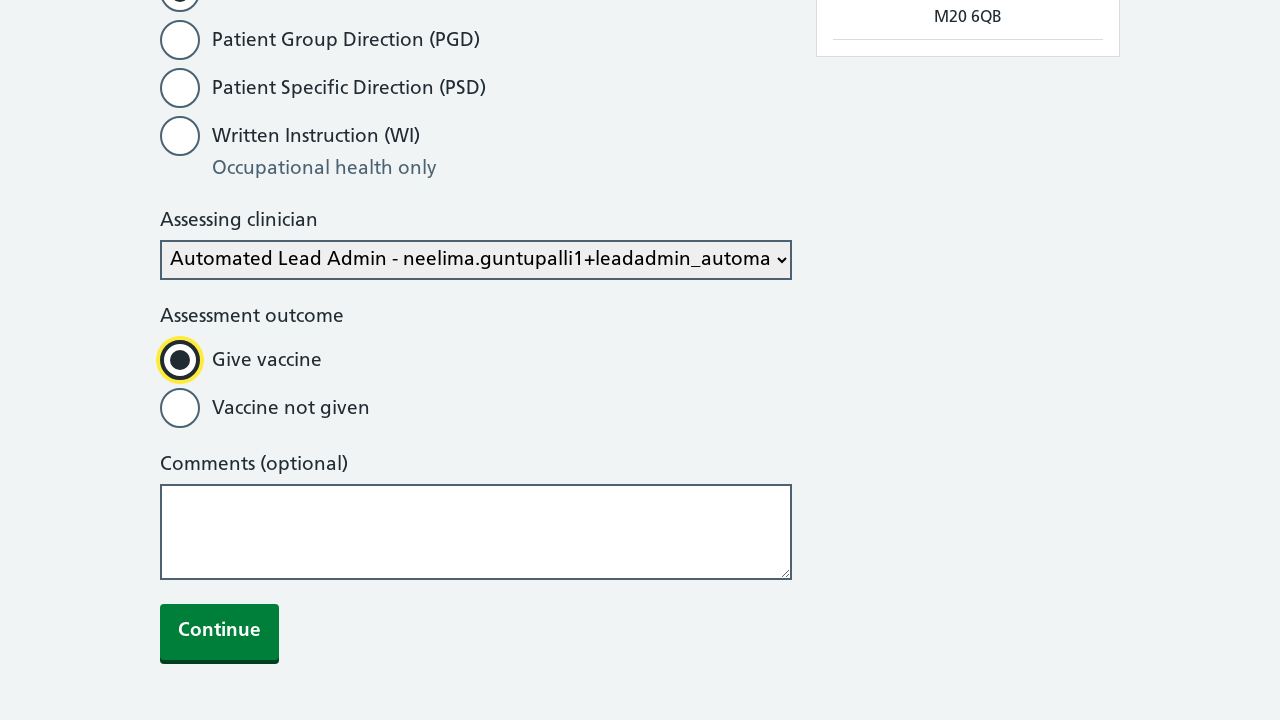 M20 6QB
Patient Group Direction (PGD)
Patient Specific Direction (PSD)
Written Instruction (WI)
Occupational health only
Assessing clinician
Automated Lead Admin - neelima.guntupalli1+leadadmin_automa
Assessment outcome
Give vaccine
Vaccine not given
Comments (optional)
Continue